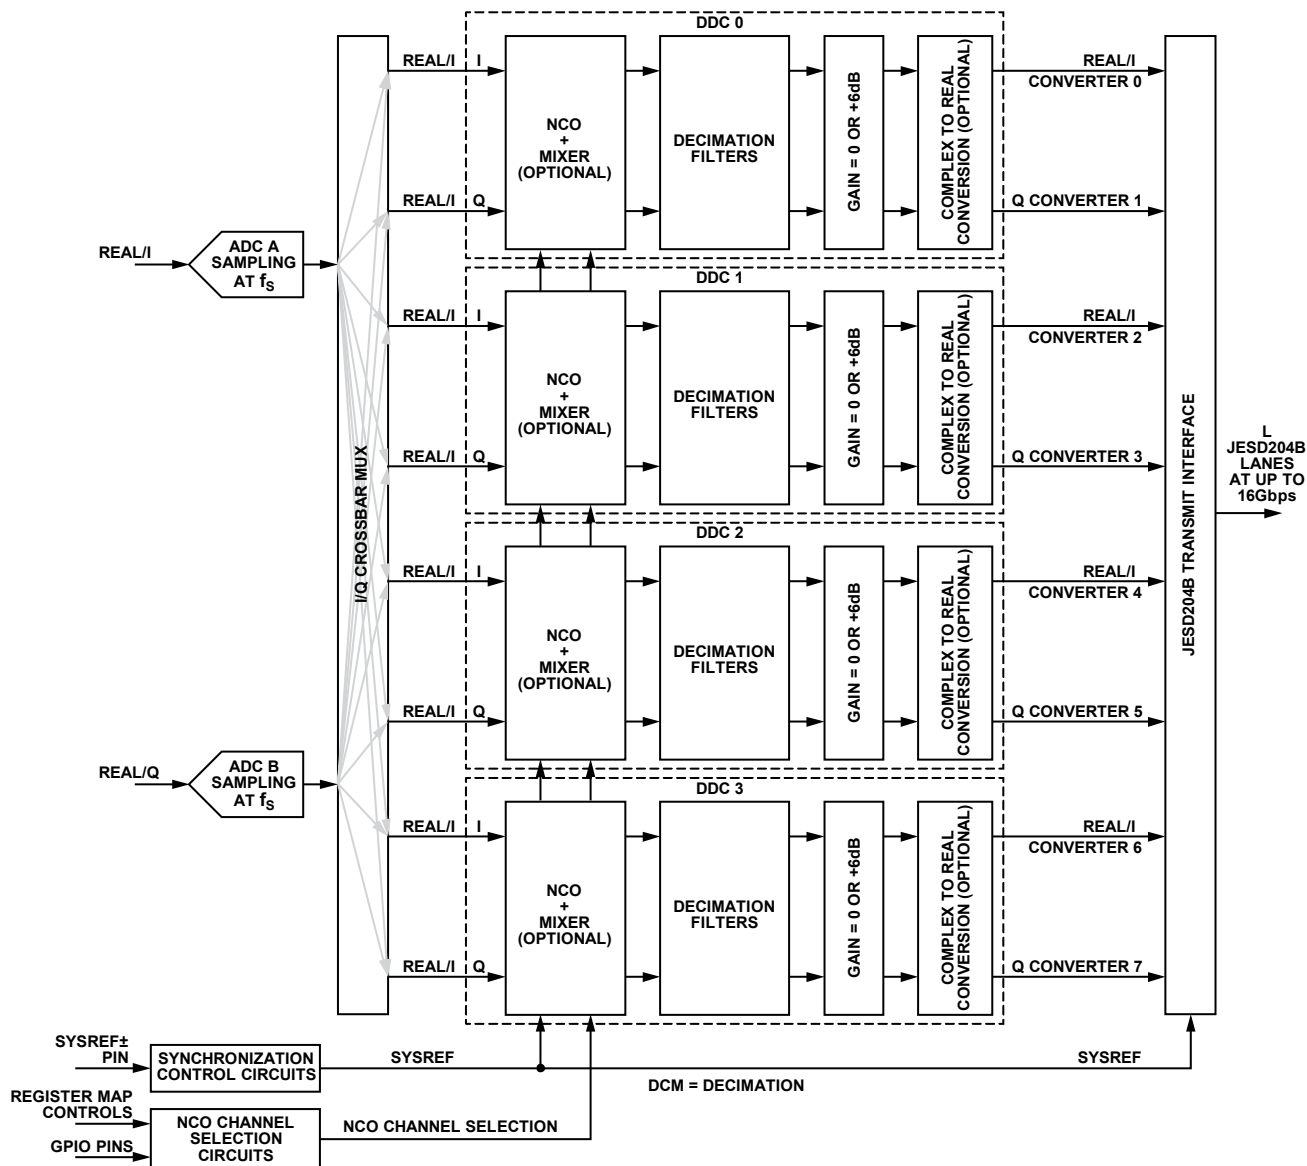 DDC 0
REAL/I
I
REAL/I
Q
NCO
+
MIXER
(OPTIONAL)
DECIMATION
FILTERS
GAIN = 0 OR +6dB
COMPLEX TO REAL
CONVERSION (OPTIONAL)
REAL/I
CONVERTER 0
Q CONVERTER 1
REAL/I
ADC A
SAMPLING
AT fS
DDC 1
REAL/I
I
REAL/I
Q
NCO
+
MIXER
(OPTIONAL)
DECIMATION
FILTERS
GAIN = 0 OR +6dB
COMPLEX TO REAL
CONVERSION (OPTIONAL)
REAL/I
CONVERTER 2
Q CONVERTER 3
I/Q CROSSBAR MUX
JESD204B TRANSMIT INTERFACE
L
JESD204B
LANES
AT UP TO
16Gbps
DDC 2
REAL/I
I
REAL/I
Q
NCO
+
MIXER
(OPTIONAL)
DECIMATION
FILTERS
GAIN = 0 OR +6dB
COMPLEX TO REAL
CONVERSION (OPTIONAL)
REAL/I
CONVERTER 4
Q CONVERTER 5
REAL/Q
ADC B
SAMPLING
AT fS
DDC 3
REAL/I
I
REAL/I
Q
NCO
+
MIXER
(OPTIONAL)
DECIMATION
FILTERS
GAIN = 0 OR +6dB
COMPLEX TO REAL
CONVERSION (OPTIONAL)
REAL/I
CONVERTER 6
Q CONVERTER 7
SYSREF±
PIN
SYNCHRONIZATION
CONTROL CIRCUITS
SYSREF
SYSREF
DCM = DECIMATION
REGISTER MAP
CONTROLS
GPIO PINS
NCO CHANNEL
SELECTION
CIRCUITS
NCO CHANNEL SELECTION